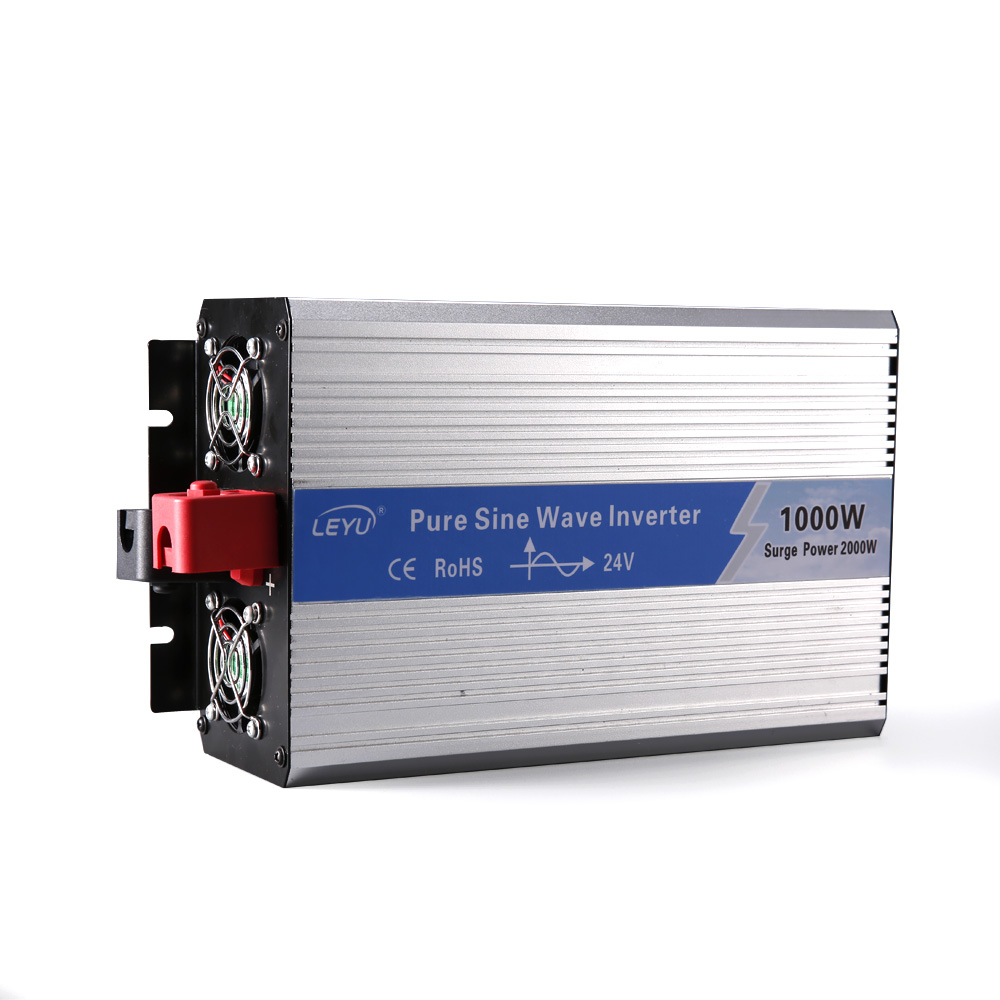 LEYU®
Pure Sine Wave Inverter
CE RoHS 24V
1000W
Surge Power 2000W
+